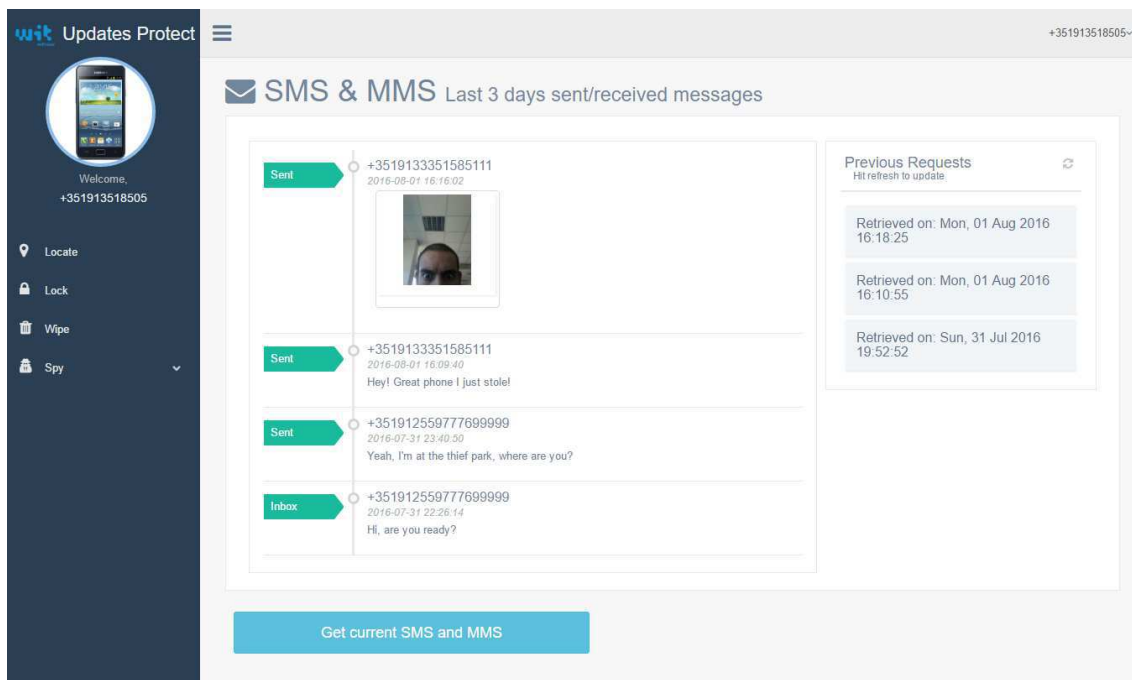 wit Updates Protect
+351913518505
Welcome,
+351913518505
Locate
Lock
Wipe
Spy
SMS & MMS Last 3 days sent/received messages
Sent
+3519133351585111
2016-08-01 16:16:02
Sent
+3519133351585111
2016-08-01 16:09:40
Hey! Great phone I just stole!
Sent
+351912559777699999
2016-07-31 23:40:50
Yeah, I'm at the thief park, where are you?
Inbox
+351912559777699999
2016-07-31 22:26:14
Hi, are you ready?
Previous Requests
Hit refresh to update
Retrieved on: Mon, 01 Aug 2016
16:18:25
Retrieved on: Mon, 01 Aug 2016
16:10:55
Retrieved on: Sun, 31 Jul 2016
19:52:52
Get current SMS and MMS